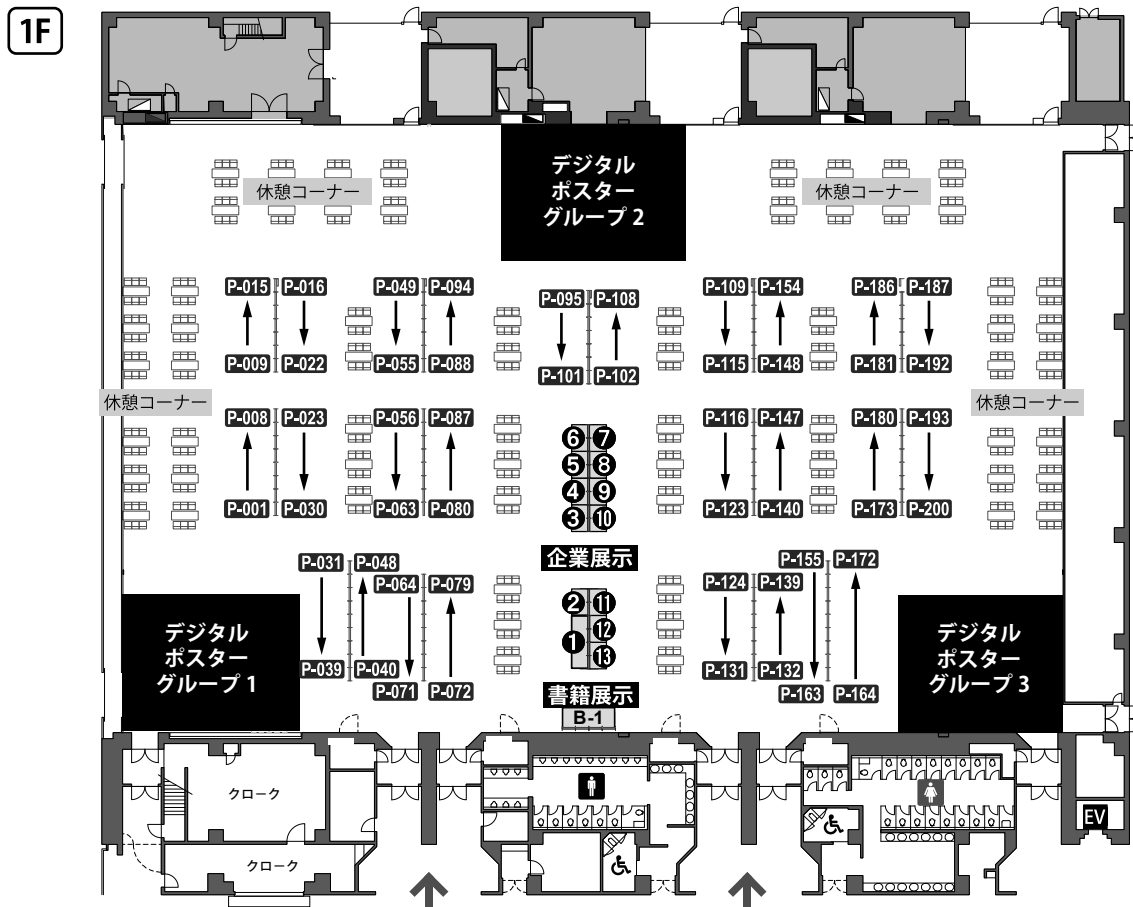 1F
デジタル
ポスター
グループ 2
休憩コーナー
休憩コーナー
P-015 P-016
P-049 P-094
P-095 P-108
P-109 P-154
P-186 P-187
P-009 P-022
P-055 P-088
P-101 P-102
P-115 P-148
P-181 P-192
休憩コーナー
休憩コーナー
P-008 P-023
P-056 P-087
P-116 P-147
P-180 P-193
6 7
5 8
4 9
3 10
P-001 P-030
P-063 P-080
P-123 P-140
P-173 P-200
企業展示
P-031 P-048
P-064 P-079
P-124 P-139
P-155 P-172
2 11
1 12
13
P-039 P-040
P-071 P-072
P-131 P-132
P-163 P-164
デジタル
ポスター
グループ 1
デジタル
ポスター
グループ 3
書籍展示
B-1
クローク
クローク
EV